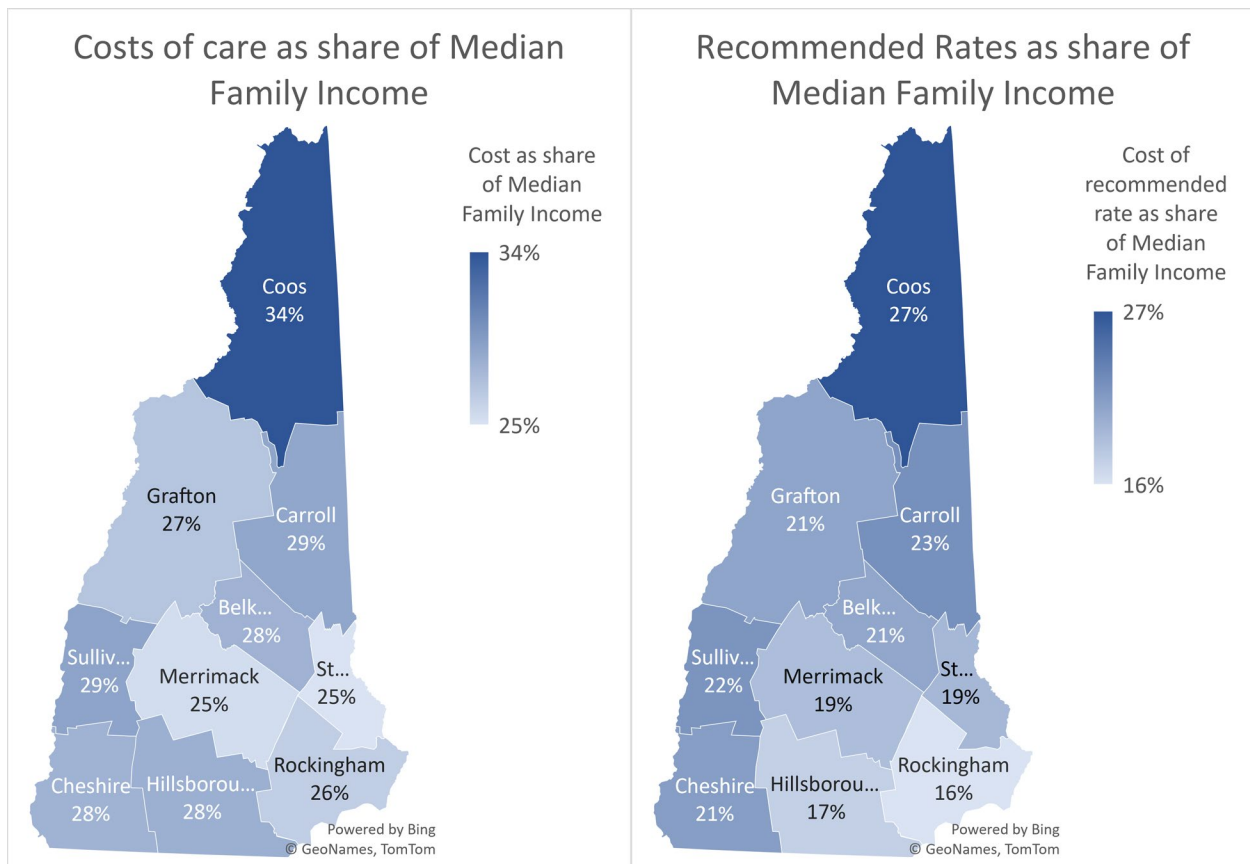 Costs of care as share of Median
Family Income
Cost as share
of Median
Family Income
34%
25%
Coos
34%
Grafton
27%
Carroll
29%
Belk...
28%
Sulliv...
29%
Merrimack
25%
St...
25%
Cheshire
28%
Hillsborou...
28%
Rockingham
26%
Powered by Bing
© GeoNames, TomTom
Recommended Rates as share of
Median Family Income
Cost of
recommended
rate as share
of Median
Family Income
27%
16%
Coos
27%
Grafton
21%
Carroll
23%
Belk...
21%
Sulliv...
22%
Merrimack
19%
St...
19%
Cheshire
21%
Hillsborou...
17%
Rockingham
16%
Powered by Bing
© GeoNames, TomTom